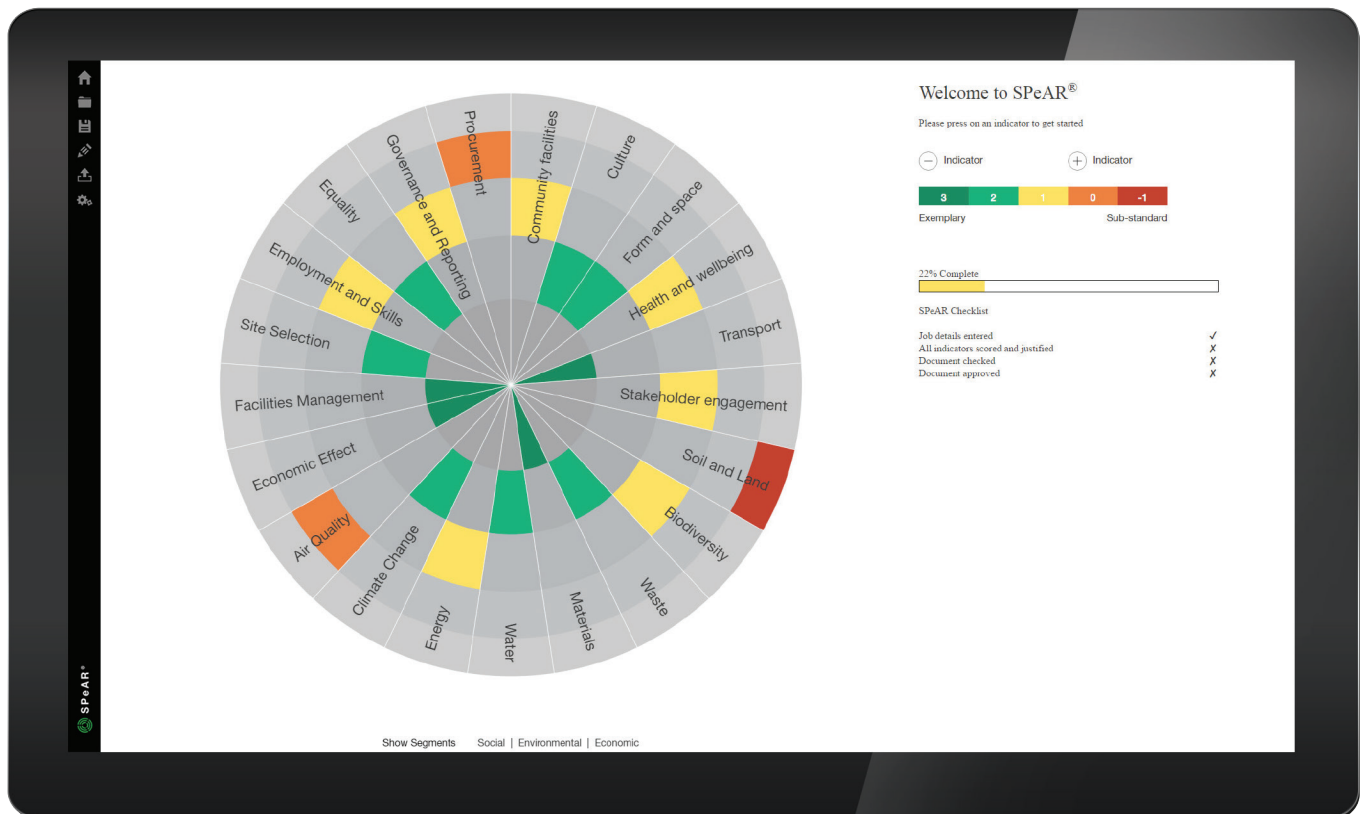 Welcome to SPeAR®
Please press on an indicator to get started
− Indicator
+ Indicator
3 2 1 0 -1
Exemplary
Sub-standard
22% Complete
SPeAR Checklist
Job details entered ✓
All indicators scored and justified ✗
Document checked ✗
Document approved ✗
Community facilities
Culture
Form and space
Health and wellbeing
Transport
Stakeholder engagement
Soil and Land
Biodiversity
Waste
Materials
Water
Energy
Climate Change
Air Quality
Economic Effect
Facilities Management
Site Selection
Employment and Skills
Equality
Governance and Reporting
Procurement
Show Segments Social | Environmental | Economic
SPeAR®